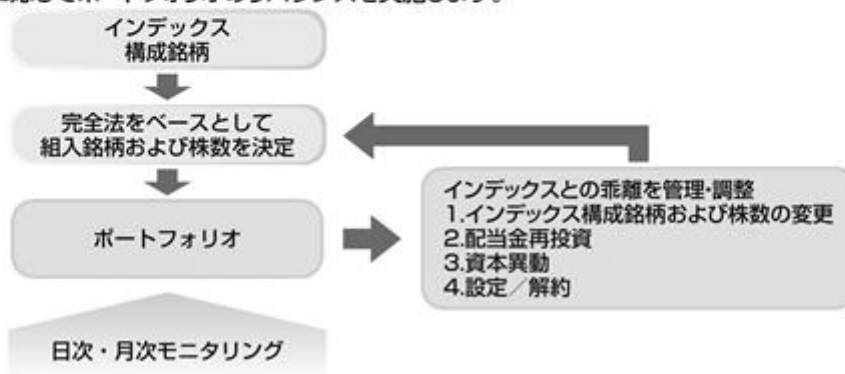 インデックス
構成銘柄
完全法をベースとして
組入銘柄および株数を決定
ポートフォリオ
インデックスとの乖離を管理・調整
1.インデックス構成銘柄および株数の変更
2.配当金再投資
3.資本異動
4.設定／解約
日次・月次モニタリング